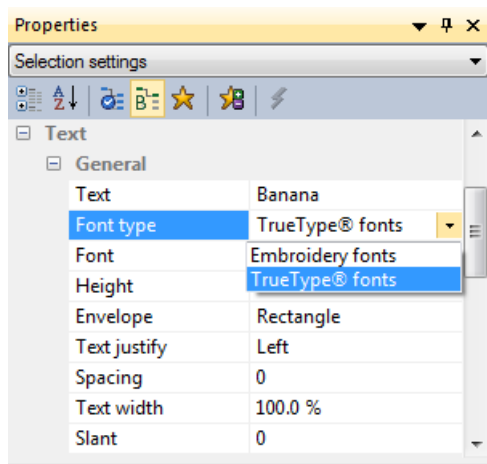 Properties
Selection settings
Text
General
Text Banana
Font type TrueType® fonts
Font Embroidery fonts
Height TrueType® fonts
Envelope Rectangle
Text justify Left
Spacing 0
Text width 100.0 %
Slant 0